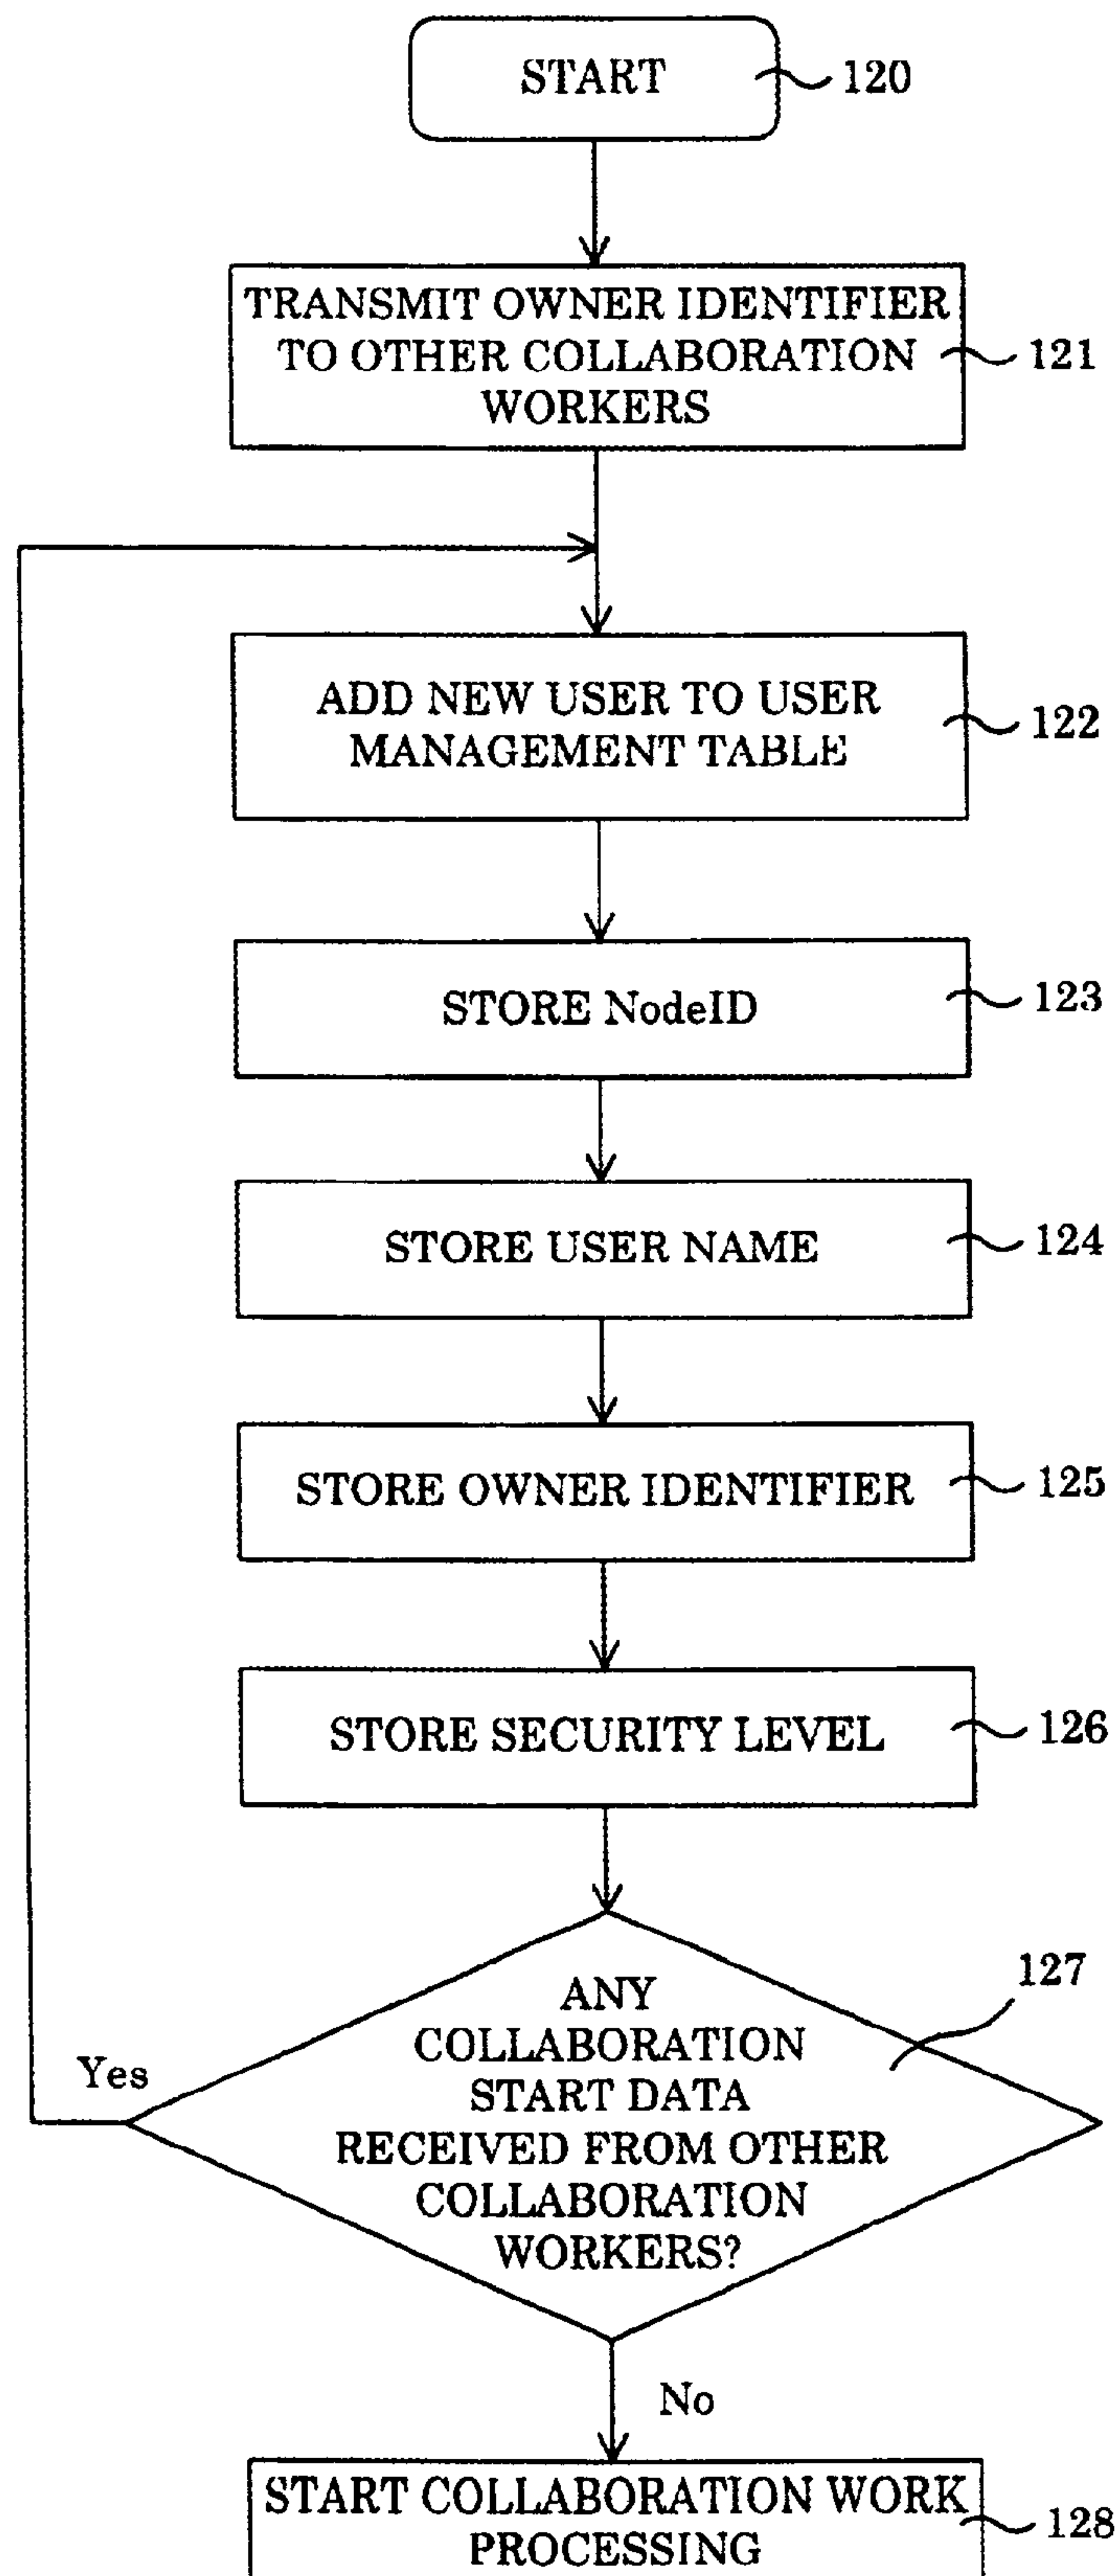 START
120
TRANSMIT OWNER IDENTIFIER
TO OTHER COLLABORATION
WORKERS
121
ADD NEW USER TO USER
MANAGEMENT TABLE
122
STORE NodeID
123
STORE USER NAME
124
STORE OWNER IDENTIFIER
125
STORE SECURITY LEVEL
126
ANY
COLLABORATION
START DATA
RECEIVED FROM OTHER
COLLABORATION
WORKERS?
127
Yes
No
START COLLABORATION WORK
PROCESSING
128